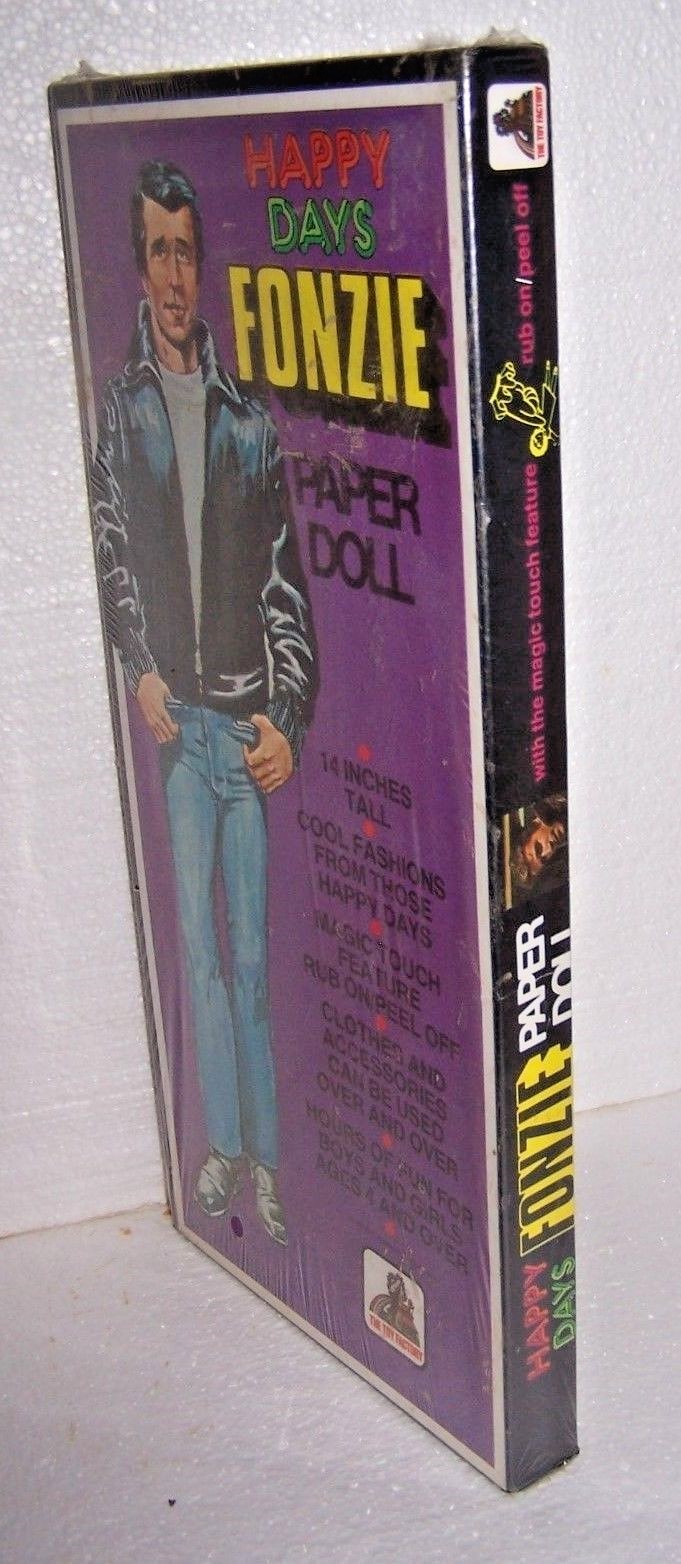 HAPPY
DAYS
FONZIE
PAPER
DOLL
14 INCHES
TALL
COOL FASHIONS
FROM THOSE
HAPPY DAYS
MAGIC TOUCH
FEATURE
RUB ON/PEEL OFF
CLOTHES AND
ACCESSORIES
CAN BE USED
OVER AND OVER
HOURS OF FUN FOR
BOYS AND GIRLS
AGES 4 AND OVER
THE TOY FACTORY
HAPPY
DAYS
FONZIE
PAPER
DOLL
with the magic touch feature
rub on/peel off
THE TOY FACTORY